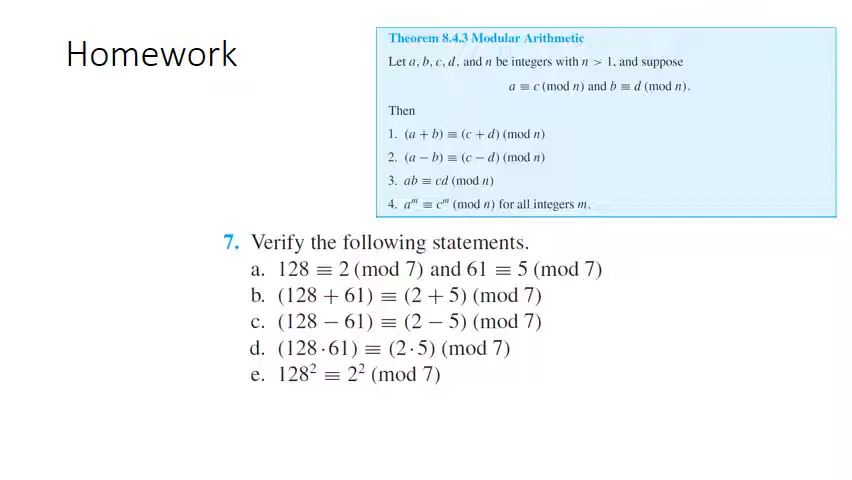 Homework
Theorem 8.4.3 Modular Arithmetic
Let a, b, c, d, and n be integers with n > 1, and suppose
a ≡ c (mod n) and b ≡ d (mod n).
Then
1. (a + b) ≡ (c + d) (mod n)
2. (a − b) ≡ (c − d) (mod n)
3. ab ≡ cd (mod n)
4. aᵐ ≡ cᵐ (mod n) for all integers m.
7. Verify the following statements.
a. 128 ≡ 2 (mod 7) and 61 ≡ 5 (mod 7)
b. (128 + 61) ≡ (2 + 5) (mod 7)
c. (128 − 61) ≡ (2 − 5) (mod 7)
d. (128 · 61) ≡ (2 · 5) (mod 7)
e. 128² ≡ 2² (mod 7)